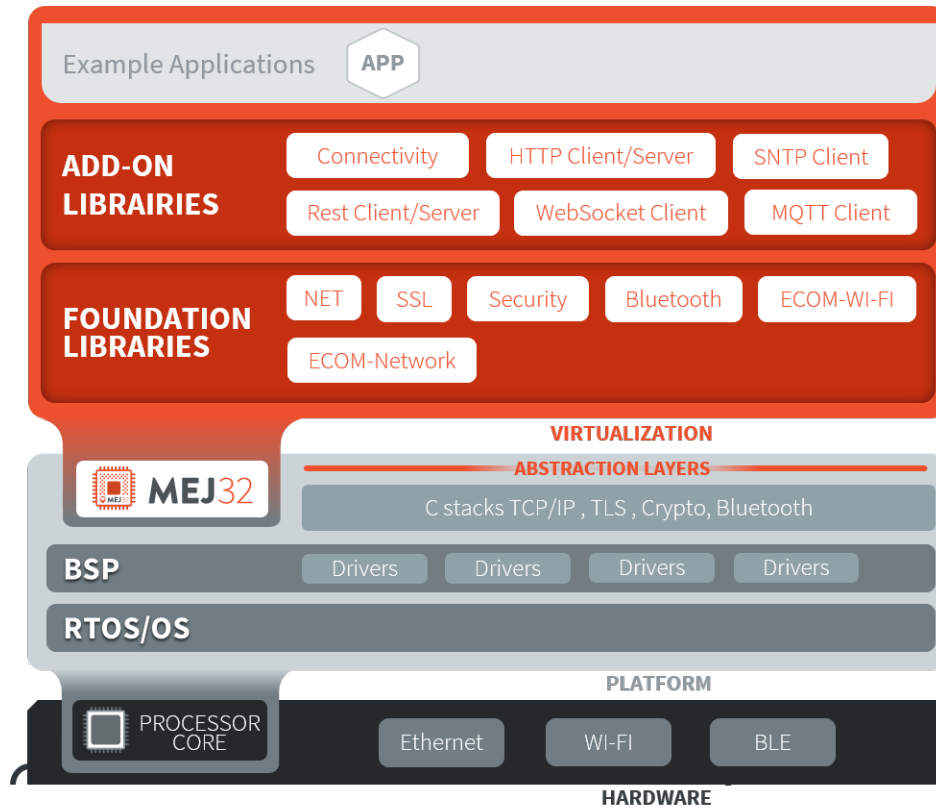 Example Applications APP
ADD-ON
LIBRAIRIES
Connectivity HTTP Client/Server SNTP Client
Rest Client/Server WebSocket Client MQTT Client
FOUNDATION
LIBRARIES
NET SSL Security Bluetooth ECOM-WI-FI
ECOM-Network
VIRTUALIZATION
ABSTRACTION LAYERS
MEJ32 MEJ32
C stacks TCP/IP , TLS , Crypto, Bluetooth
BSP Drivers Drivers Drivers Drivers
RTOS/OS
PLATFORM
PROCESSOR
CORE
Ethernet WI-FI BLE
HARDWARE